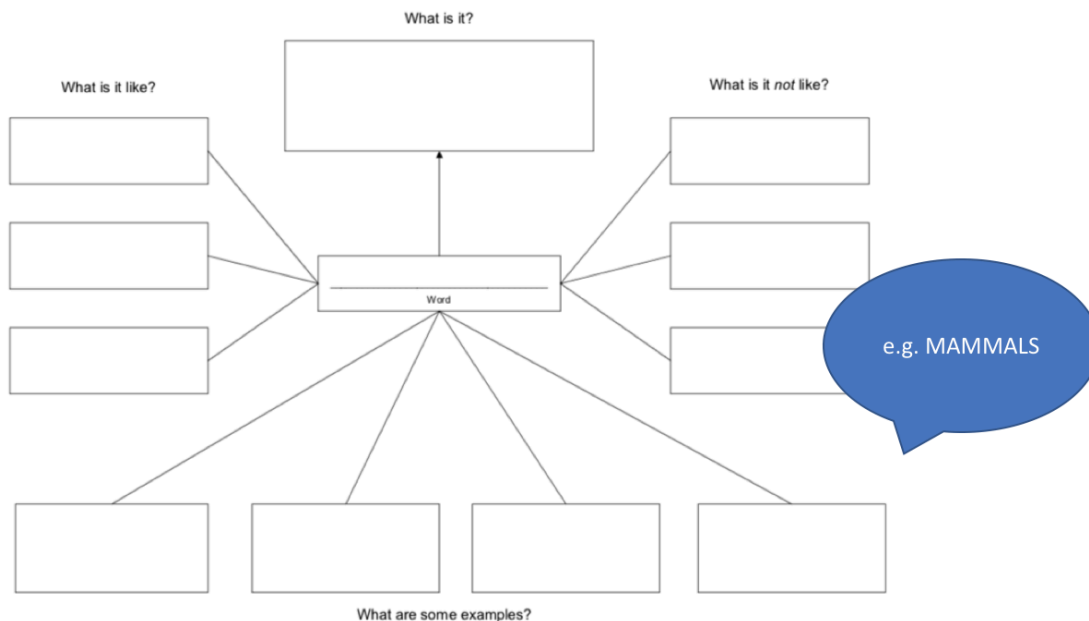 What is it?
What is it like?
What is it not like?
Word
e.g. MAMMALS
What are some examples?